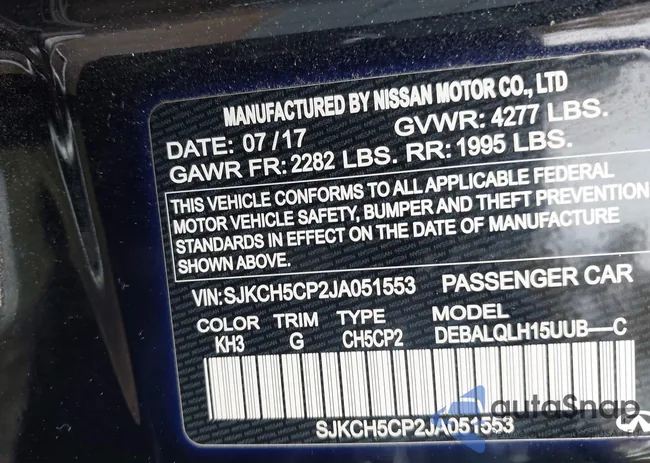 MANUFACTURED BY NISSAN MOTOR CO., LTD
DATE: 07/17 GVWR: 4277 LBS.
GAWR FR: 2282 LBS. RR: 1995 LBS.
THIS VEHICLE CONFORMS TO ALL APPLICABLE FEDERAL
MOTOR VEHICLE SAFETY, BUMPER AND THEFT PREVENTION
STANDARDS IN EFFECT ON THE DATE OF MANUFACTURE
SHOWN ABOVE.
VIN:SJKCH5CP2JA051553 PASSENGER CAR
COLOR TRIM TYPE MODEL
KH3 G CH5CP2 DEBALQLH15UUB—C
SJKCH5CP2JA051553
autoSnap